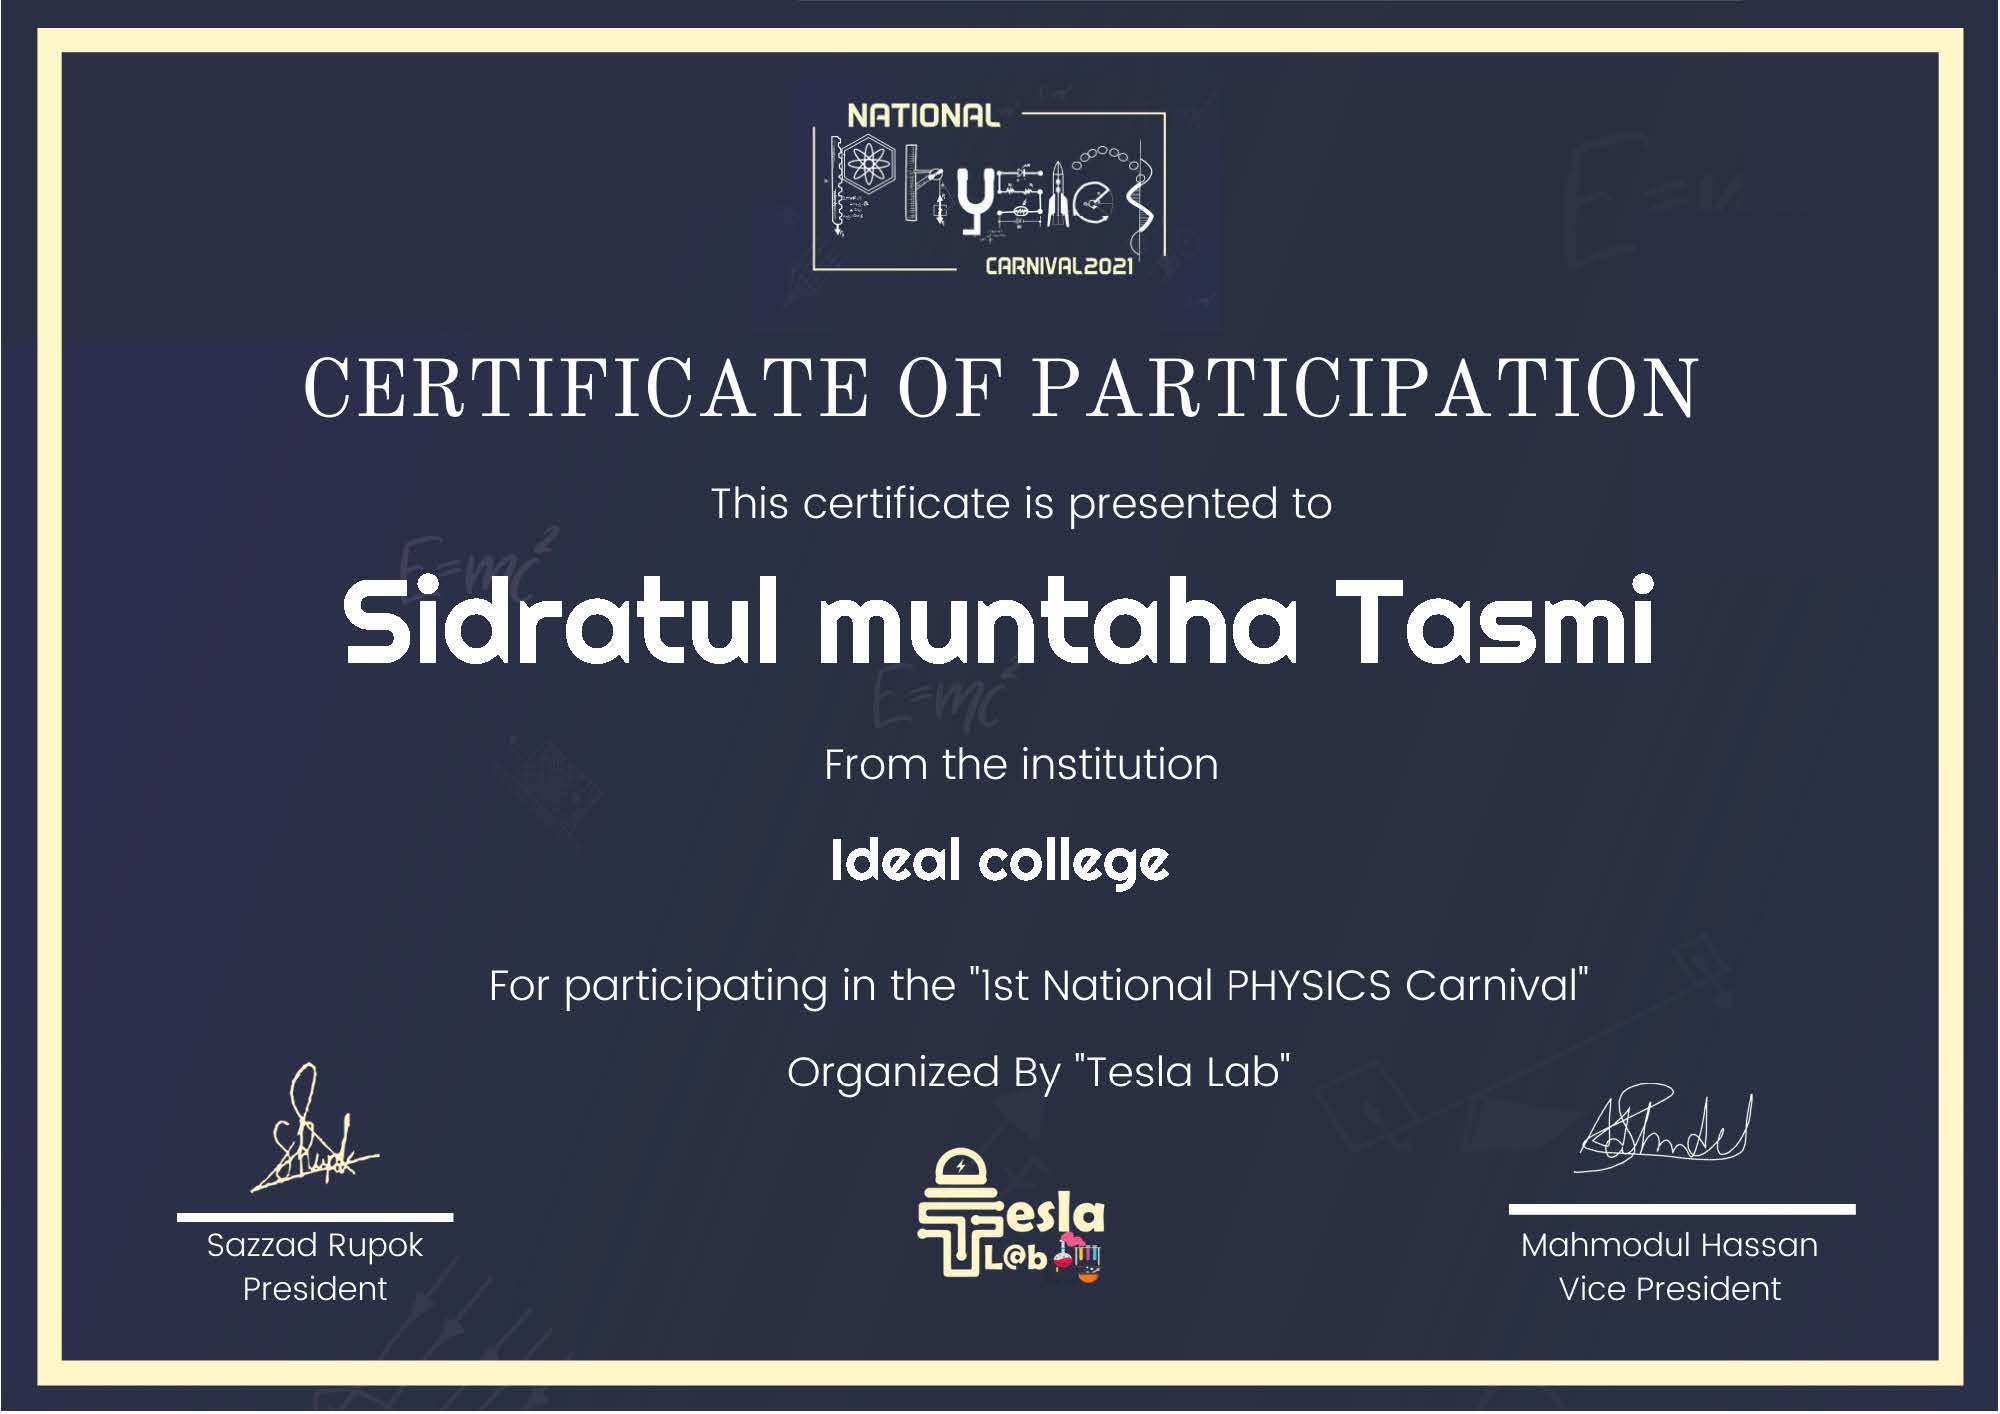 NATIONAL
Physics
CARNIVAL2021
CERTIFICATE OF PARTICIPATION
This certificate is presented to
E=mc²
Sidratul muntaha Tasmi
E=mc²
From the institution
Ideal college
For participating in the "1st National PHYSICS Carnival"
Organized By "Tesla Lab"
Tesla
L@b
Sazzad Rupok
President
Mahmodul Hassan
Vice President